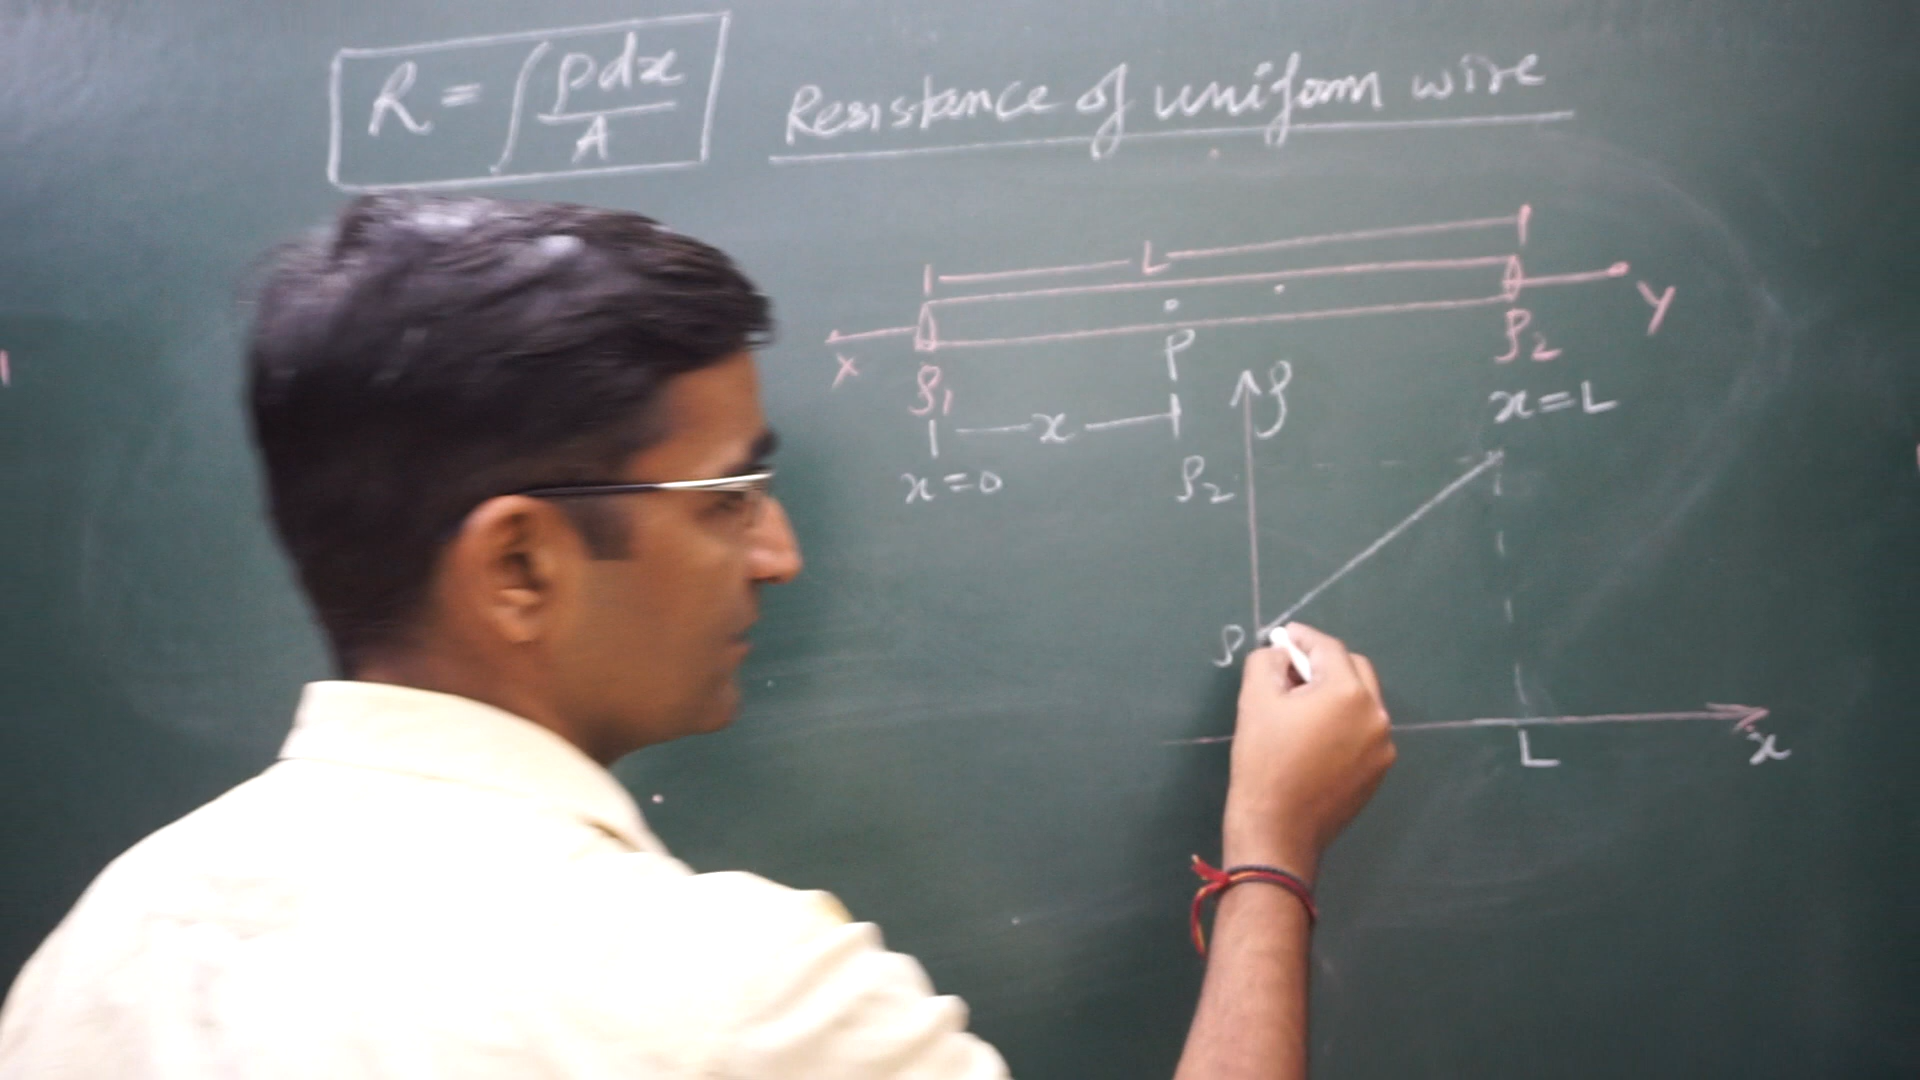 R = ∫ ρdx / A
Resistance of uniform wire
L
X
Y
P
ρ1
ρ2
x
x=0
x=L
ρ
ρ2
ρ
L
x